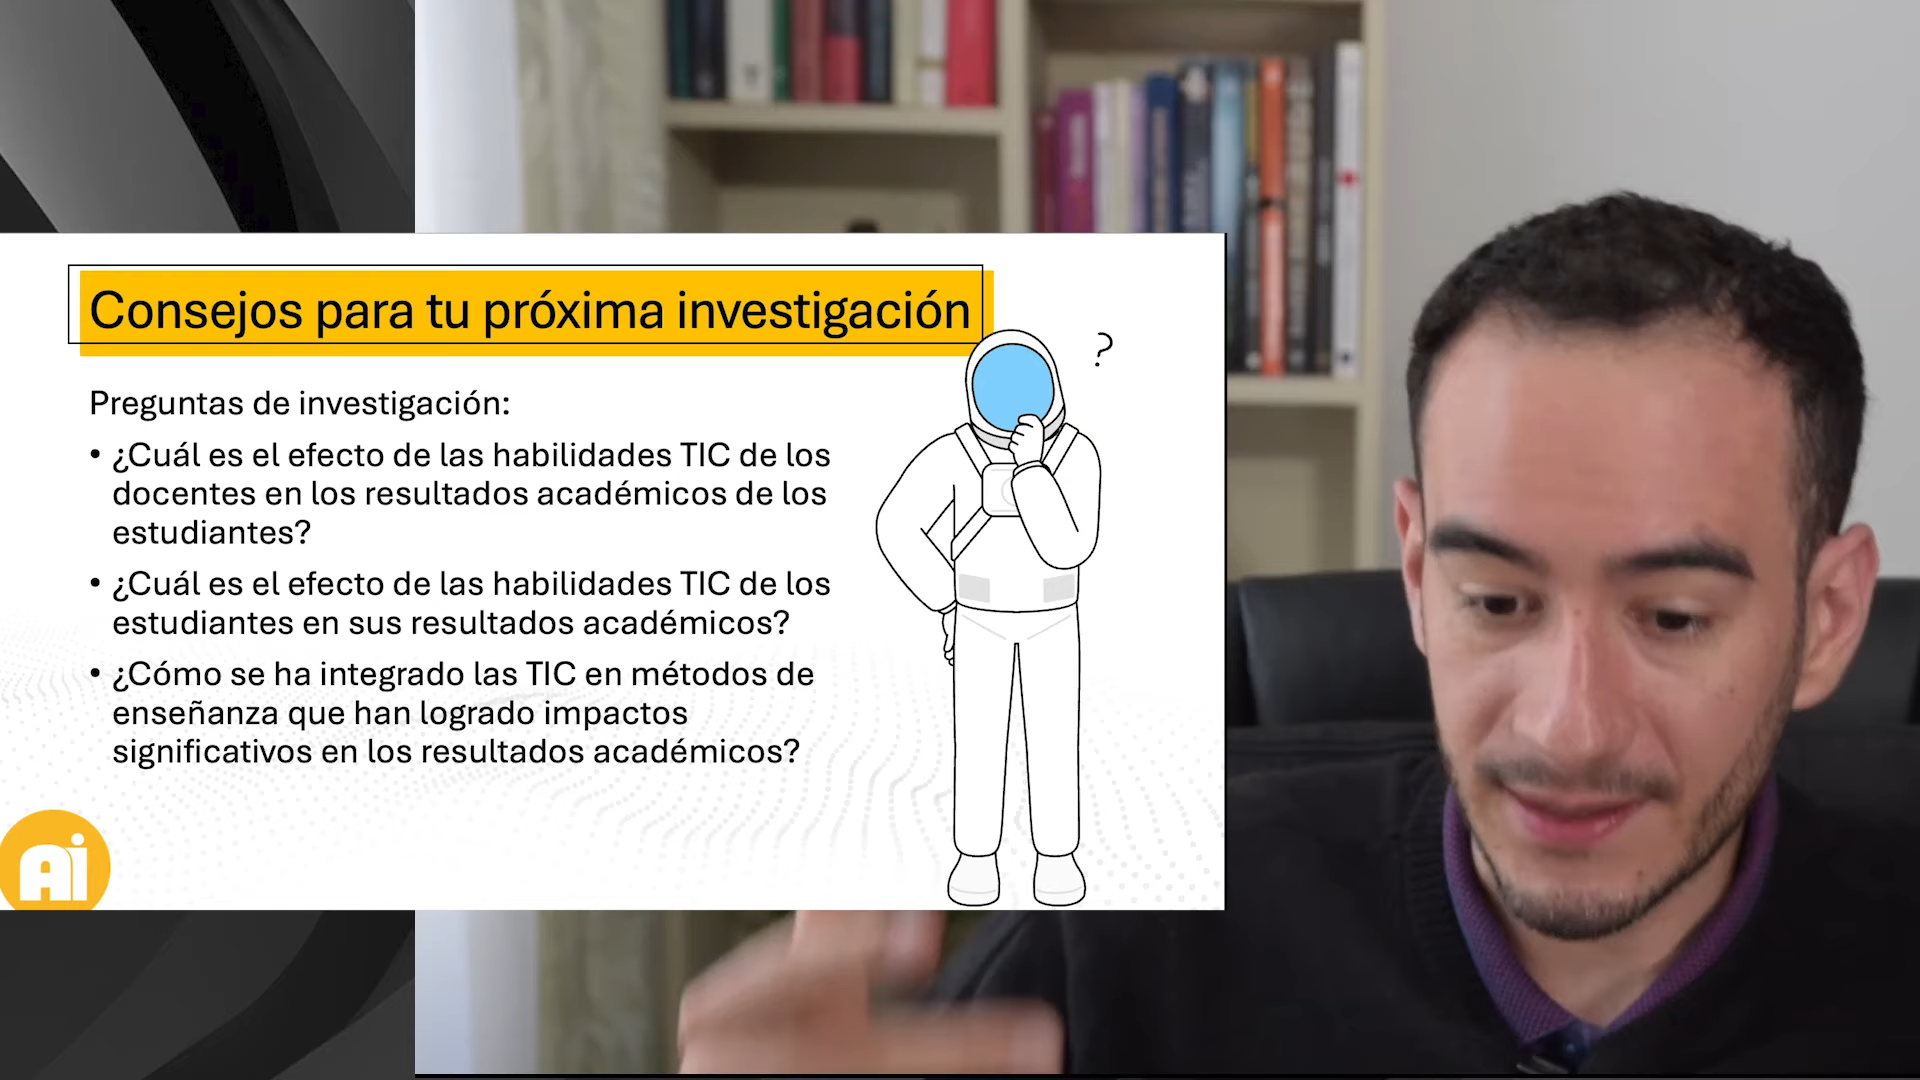 Consejos para tu próxima investigación
?
Preguntas de investigación:
• ¿Cuál es el efecto de las habilidades TIC de los
docentes en los resultados académicos de los
estudiantes?
• ¿Cuál es el efecto de las habilidades TIC de los
estudiantes en sus resultados académicos?
• ¿Cómo se ha integrado las TIC en métodos de
enseñanza que han logrado impactos
significativos en los resultados académicos?
Ai